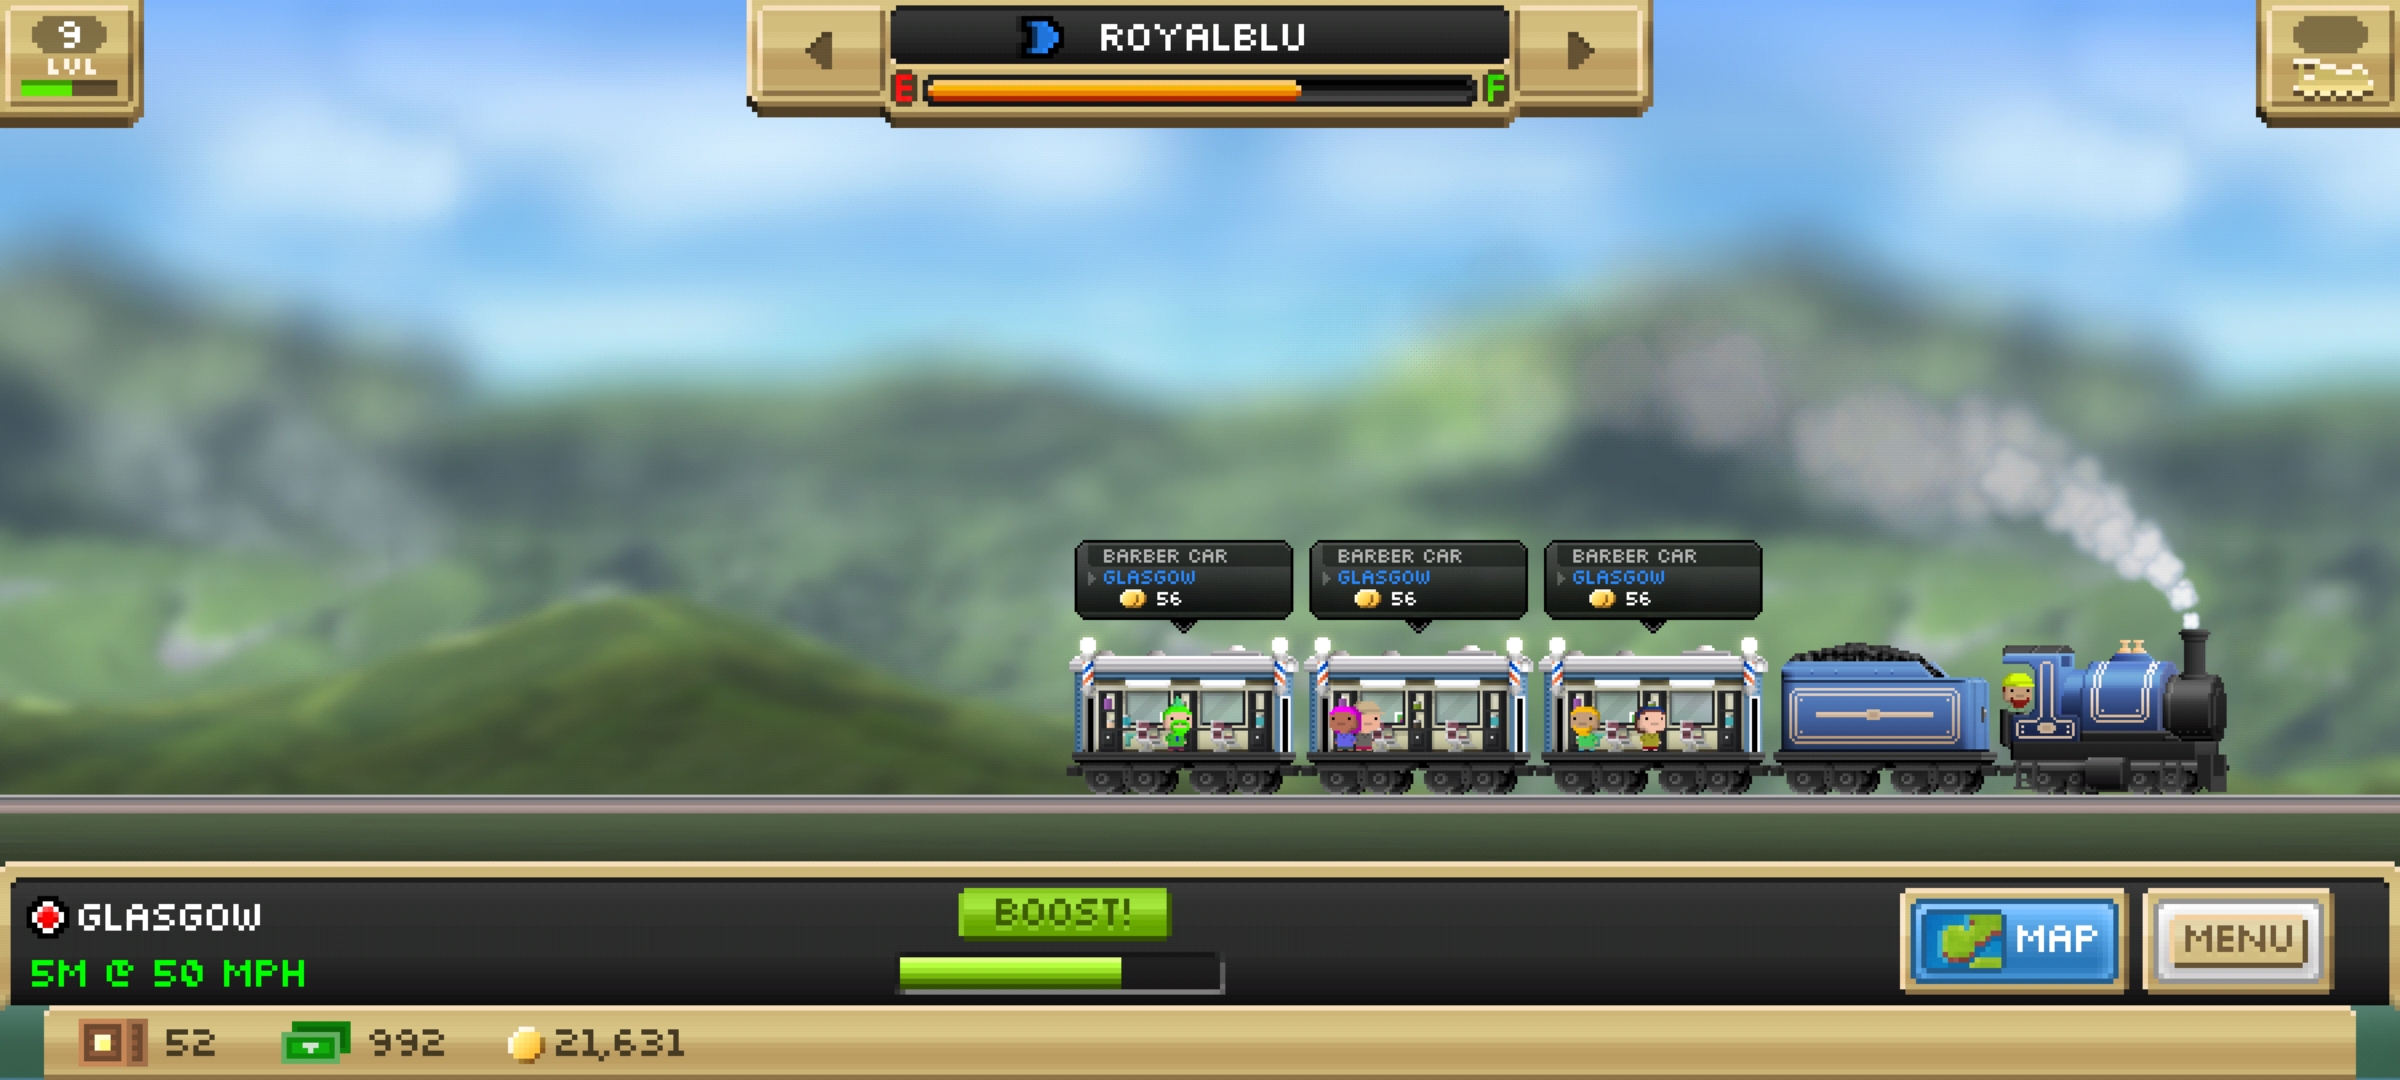 9
LVL
ROYALBLU
E F
BARBER CAR
GLASGOW
56
BARBER CAR
GLASGOW
56
BARBER CAR
GLASGOW
56
GLASGOW
5M @ 50 MPH
BOOST!
MAP
MENU
52
992
21,631